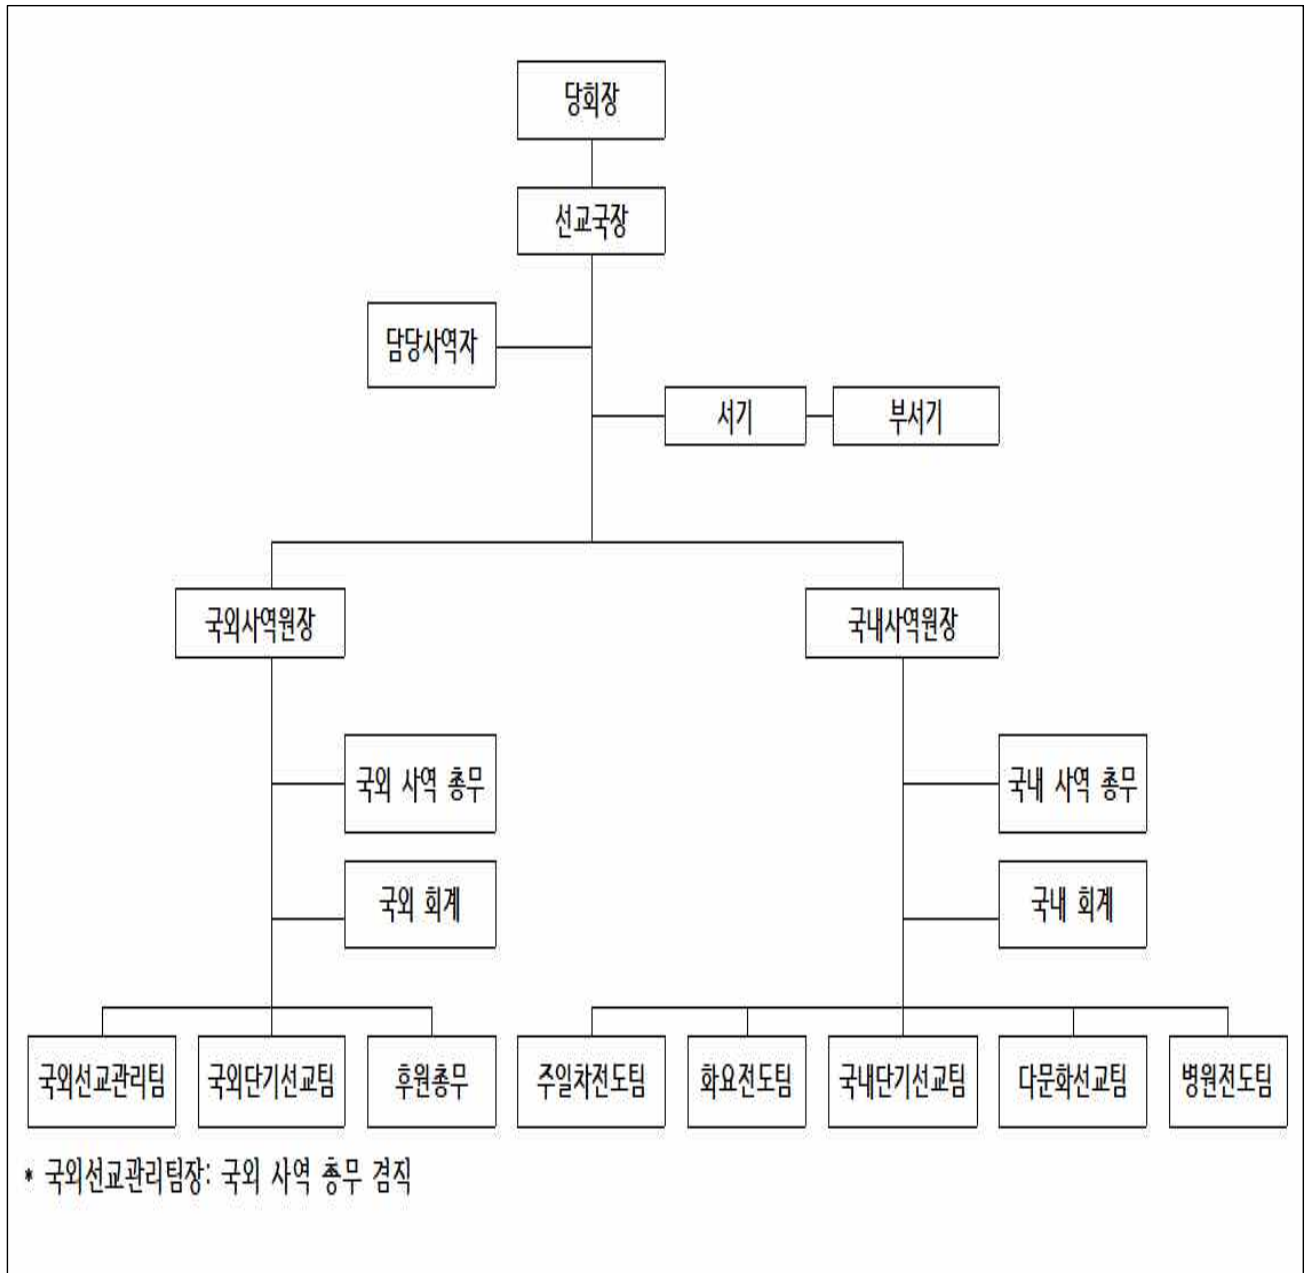 당회장
선교국장
담당사역자
서기
부서기
국외사역원장
국내사역원장
국외 사역 총무
국내 사역 총무
국외 회계
국내 회계
국외선교관리팀
국외단기선교팀
후원총무
주일차전도팀
화요전도팀
국내단기선교팀
다문화선교팀
병원전도팀
* 국외선교관리팀장: 국외 사역 총무 겸직